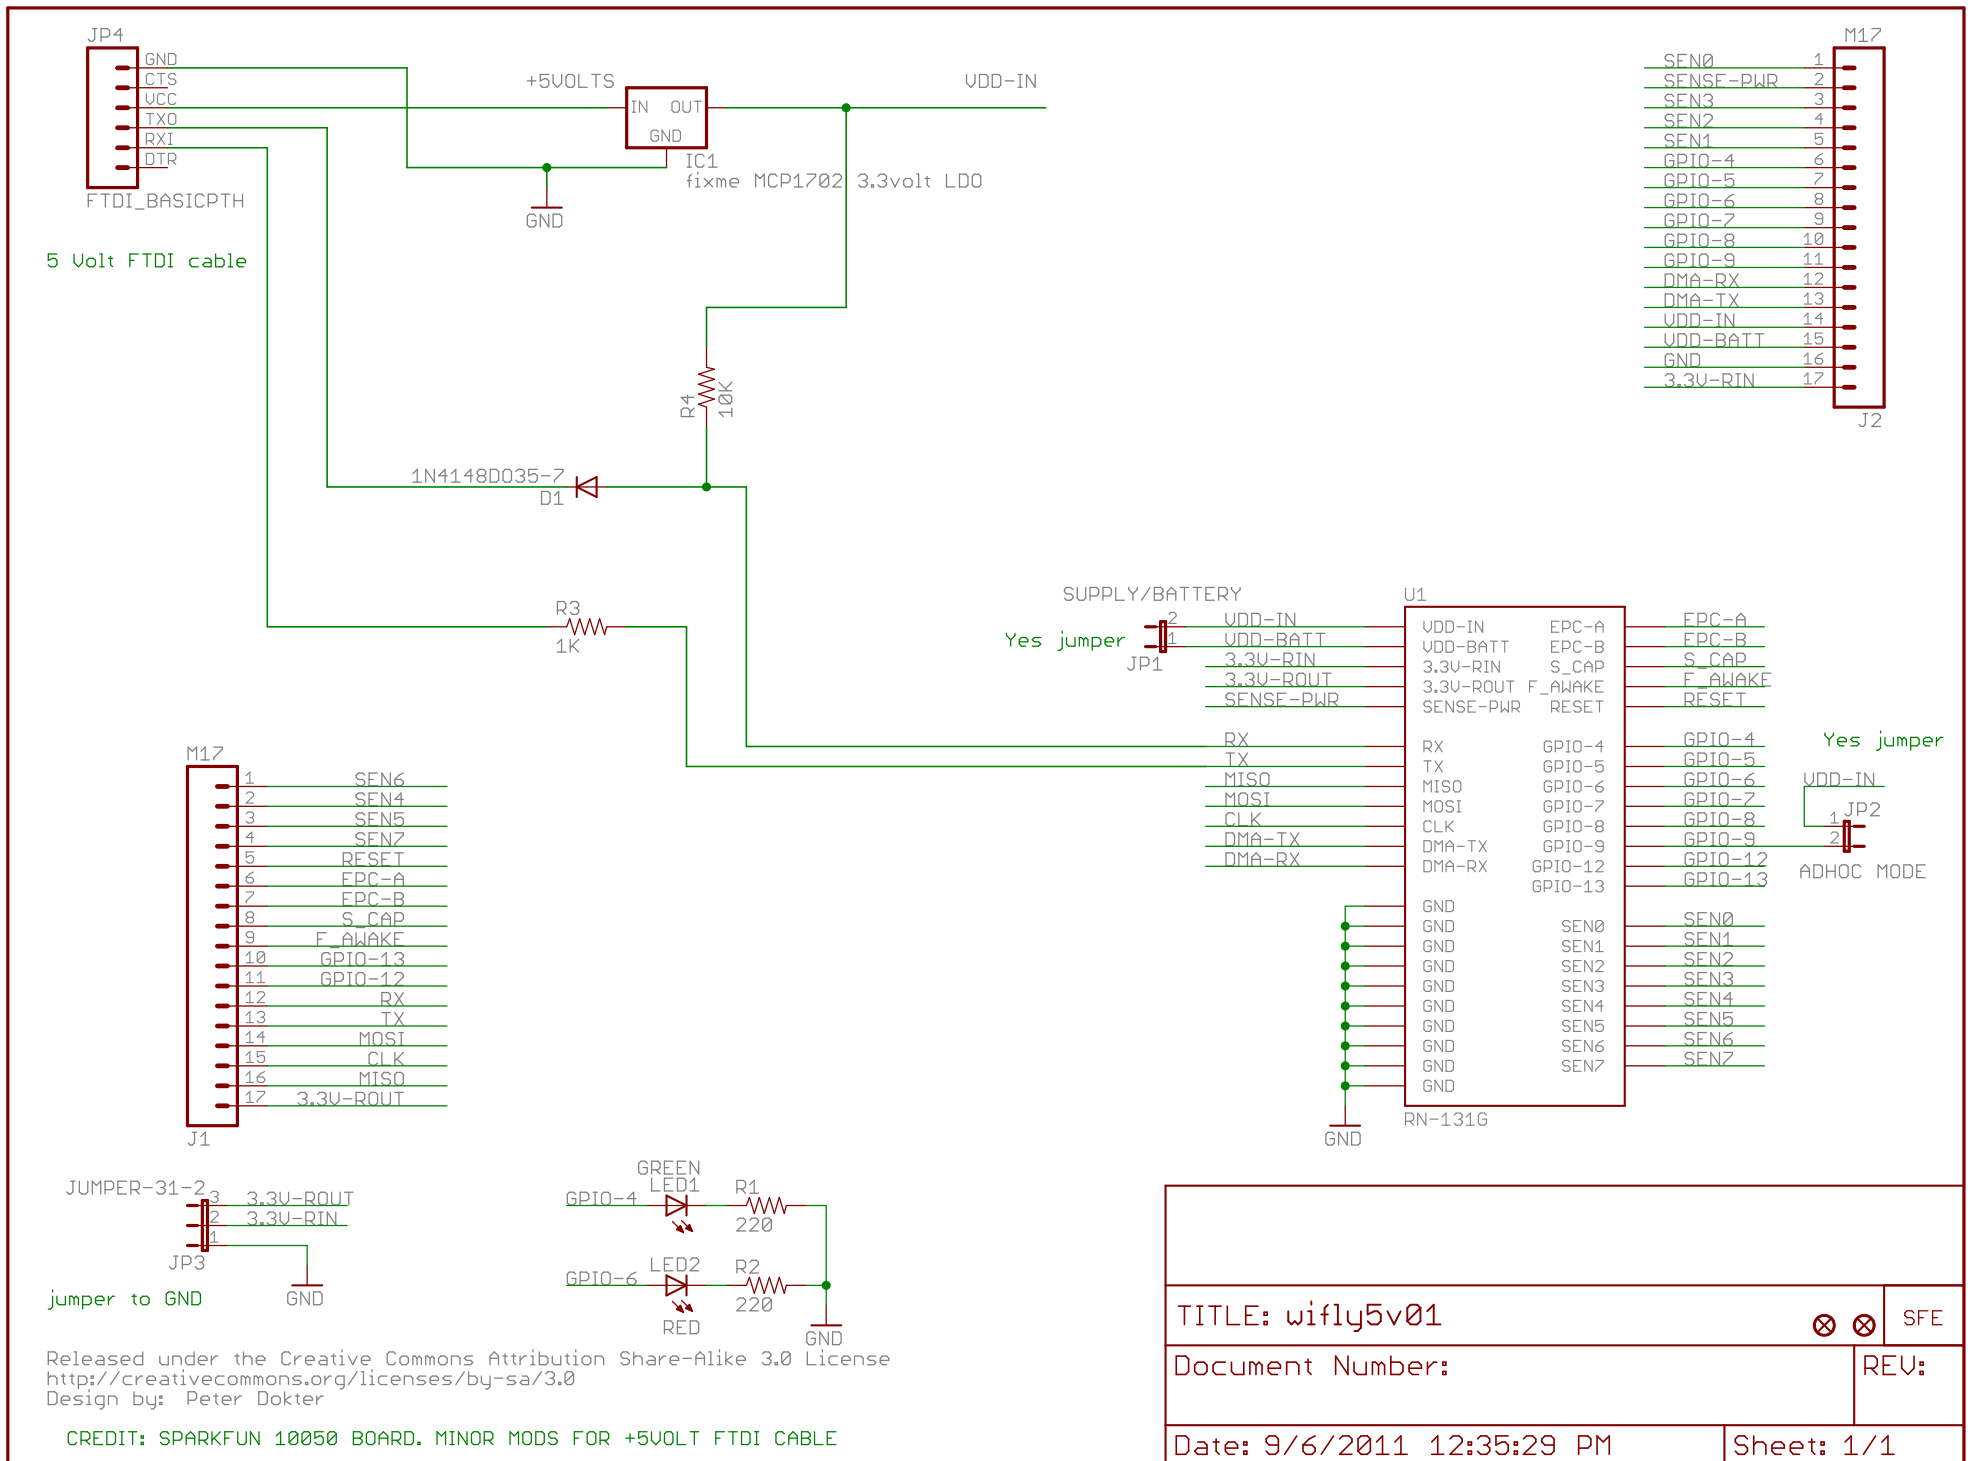 JP4
GND
CTS
VCC
TXO
RXI
DTR
FTDI_BASICPTH
5 Volt FTDI cable
+5VOLTS
IN OUT
GND
IC1
fixme MCP1702 3.3volt LDO
VDD-IN
GND
R4
10K
1N4148DO35-7
D1
R3
1K
M17
SEN0 1
SENSE-PWR 2
SEN3 3
SEN2 4
SEN1 5
GPIO-4 6
GPIO-5 7
GPIO-6 8
GPIO-7 9
GPIO-8 10
GPIO-9 11
DMA-RX 12
DMA-TX 13
VDD-IN 14
VDD-BATT 15
GND 16
3.3V-RIN 17
J2
SUPPLY/BATTERY
Yes jumper
2
1
JP1
VDD-IN
VDD-BATT
3.3V-RIN
3.3V-ROUT
SENSE-PWR
RX
TX
MISO
MOSI
CLK
DMA-TX
DMA-RX
U1
VDD-IN EPC-A
VDD-BATT EPC-B
3.3V-RIN S_CAP
3.3V-ROUT F_AWAKE
SENSE-PWR RESET
RX GPIO-4
TX GPIO-5
MISO GPIO-6
MOSI GPIO-7
CLK GPIO-8
DMA-TX GPIO-9
DMA-RX GPIO-12
GPIO-13
GND
GND SEN0
GND SEN1
GND SEN2
GND SEN3
GND SEN4
GND SEN5
GND SEN6
GND SEN7
GND
RN-131G
GND
EPC-A
EPC-B
S_CAP
F_AWAKE
RESET
GPIO-4
GPIO-5
GPIO-6
GPIO-7
GPIO-8
GPIO-9
GPIO-12
GPIO-13
SEN0
SEN1
SEN2
SEN3
SEN4
SEN5
SEN6
SEN7
Yes jumper
VDD-IN
JP2
1
2
ADHOC MODE
M17
1 SEN6
2 SEN4
3 SEN5
4 SEN7
5 RESET
6 EPC-A
7 EPC-B
8 S_CAP
9 F_AWAKE
10 GPIO-13
11 GPIO-12
12 RX
13 TX
14 MOSI
15 CLK
16 MISO
17 3.3V-ROUT
J1
JUMPER-31-2
3 3.3V-ROUT
2 3.3V-RIN
1
JP3
GND
jumper to GND
GREEN
LED1
GPIO-4
R1
220
LED2
GPIO-6
RED
R2
220
GND
Released under the Creative Commons Attribution Share-Alike 3.0 License
http://creativecommons.org/licenses/by-sa/3.0
Design by: Peter Dokter
CREDIT: SPARKFUN 10050 BOARD. MINOR MODS FOR +5VOLT FTDI CABLE
TITLE: wifly5v01
SFE
Document Number:
REV:
Date: 9/6/2011 12:35:29 PM
Sheet: 1/1